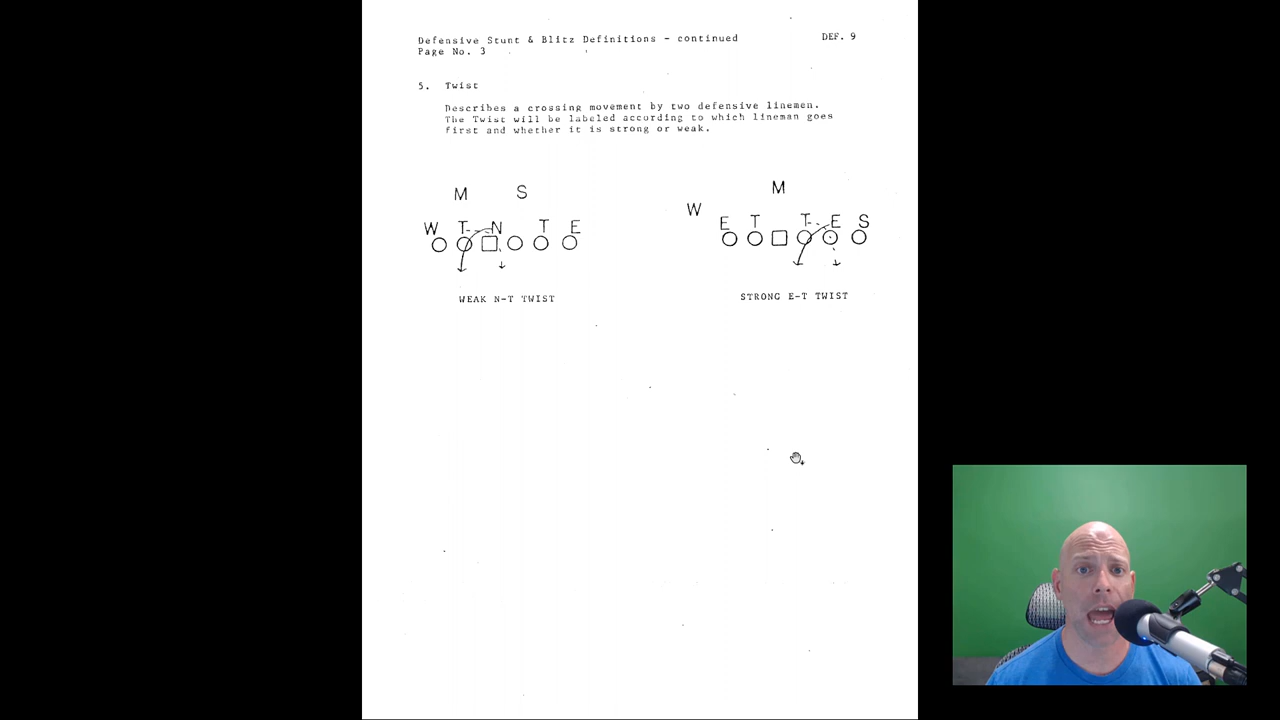 Defensive Stunt & Blitz Definitions - continued DEF. 9
Page No. 3
5. Twist
Describes a crossing movement by two defensive linemen.
The Twist will be labeled according to which lineman goes
first and whether it is strong or weak.
M S
W T N T E
WEAK N-T TWIST
M
W
E T T E S
STRONG E-T TWIST